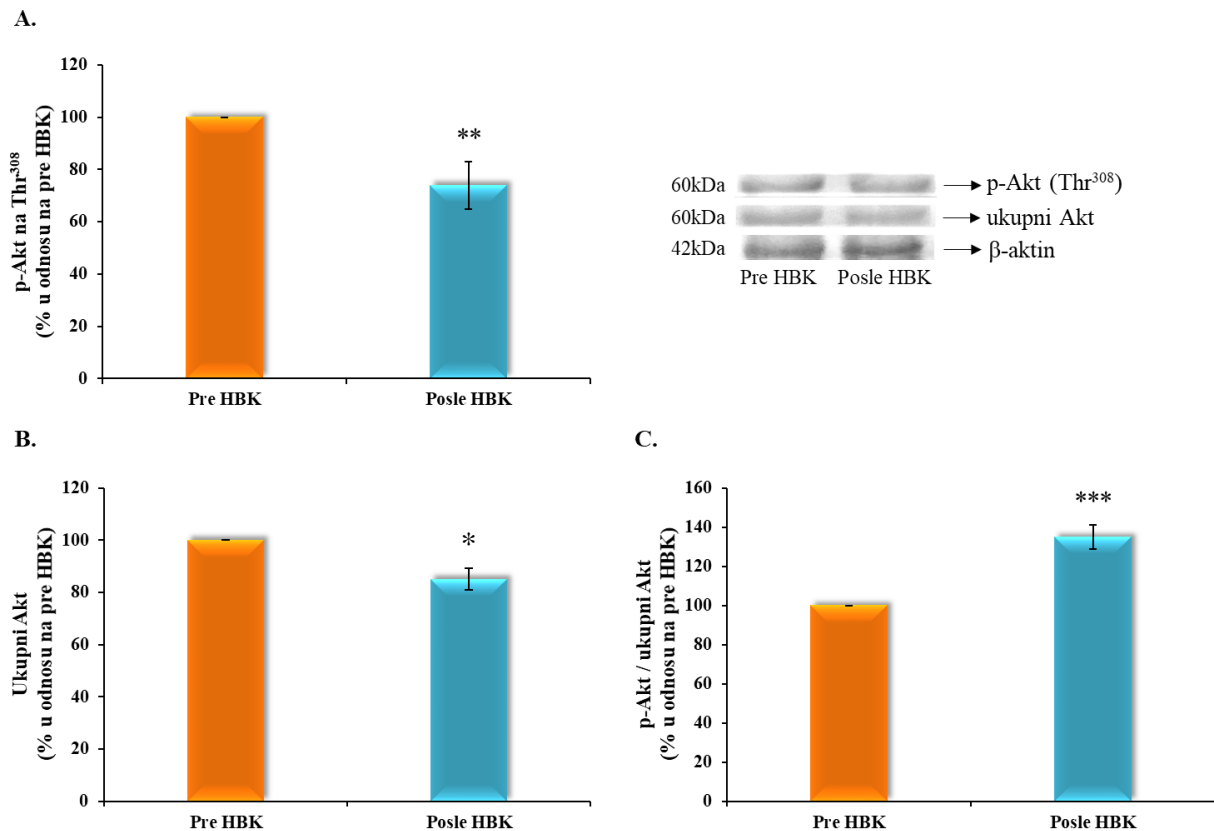 A.
p-Akt na Thr³⁰⁸
(% u odnosu na pre HBK)
120
100
80
60
40
20
0
**
Pre HBK
Posle HBK
60kDa
p-Akt (Thr³⁰⁸)
60kDa
ukupni Akt
42kDa
β-aktin
Pre HBK
Posle HBK
B.
Ukupni Akt
(% u odnosu na pre HBK)
120
100
80
60
40
20
0
*
Pre HBK
Posle HBK
C.
p-Akt / ukupni Akt
(% u odnosu na pre HBK)
160
140
120
100
80
60
40
20
0
***
Pre HBK
Posle HBK